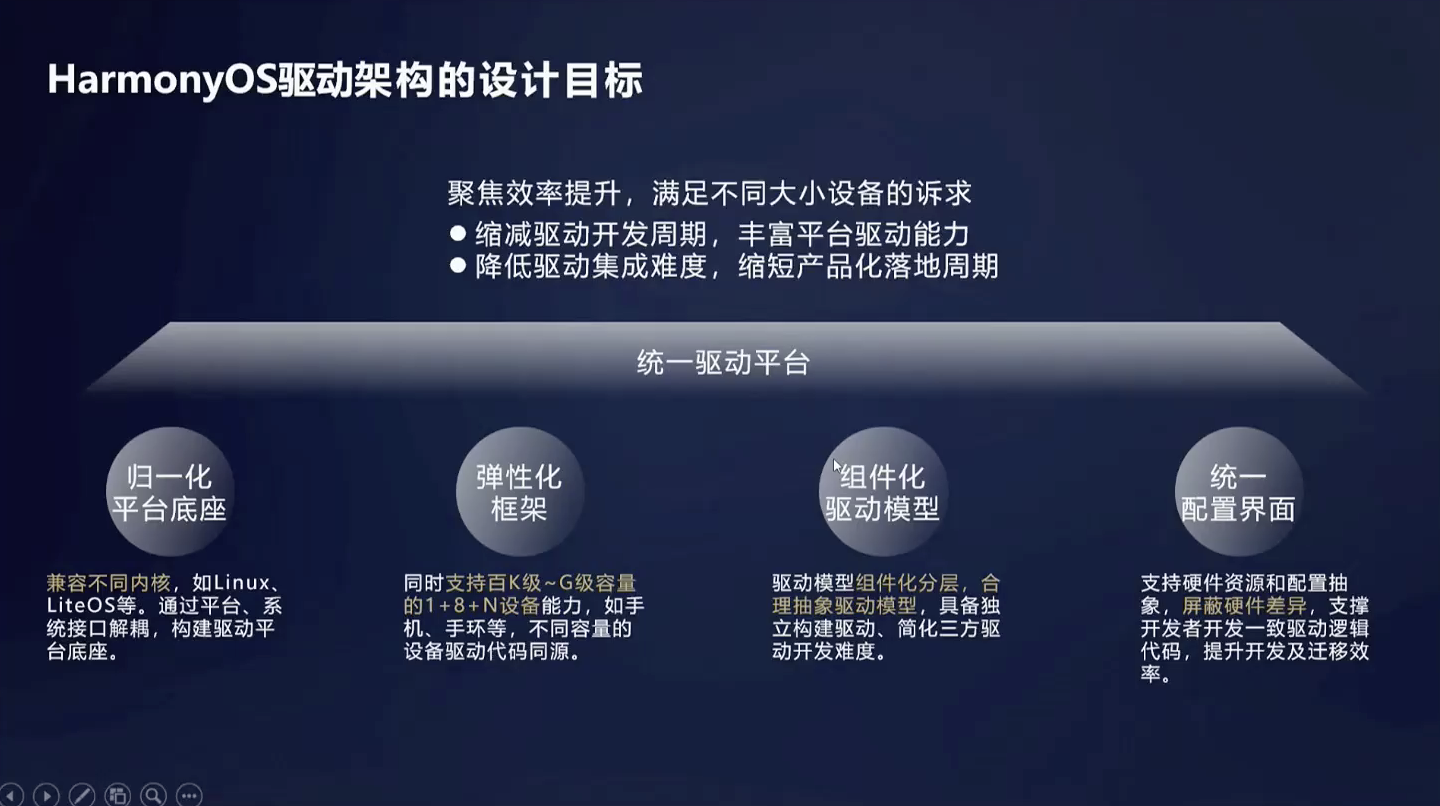 HarmonyOS驱动架构的设计目标
聚焦效率提升，满足不同大小设备的诉求
● 缩减驱动开发周期，丰富平台驱动能力
● 降低驱动集成难度，缩短产品化落地周期
统一驱动平台
归一化
平台底座
兼容不同内核，如Linux、
LiteOS等。通过平台、系
统接口解耦，构建驱动平
台底座。
弹性化
框架
同时支持百K级~G级容量
的1+8+N设备能力，如手
机、手环等，不同容量的
设备驱动代码同源。
组件化
驱动模型
驱动模型组件化分层，合
理抽象驱动模型，具备独
立构建驱动、简化三方驱
动开发难度。
统一
配置界面
支持硬件资源和配置抽
象，屏蔽硬件差异，支撑
开发者开发一致驱动逻辑
代码，提升开发及迁移效
率。